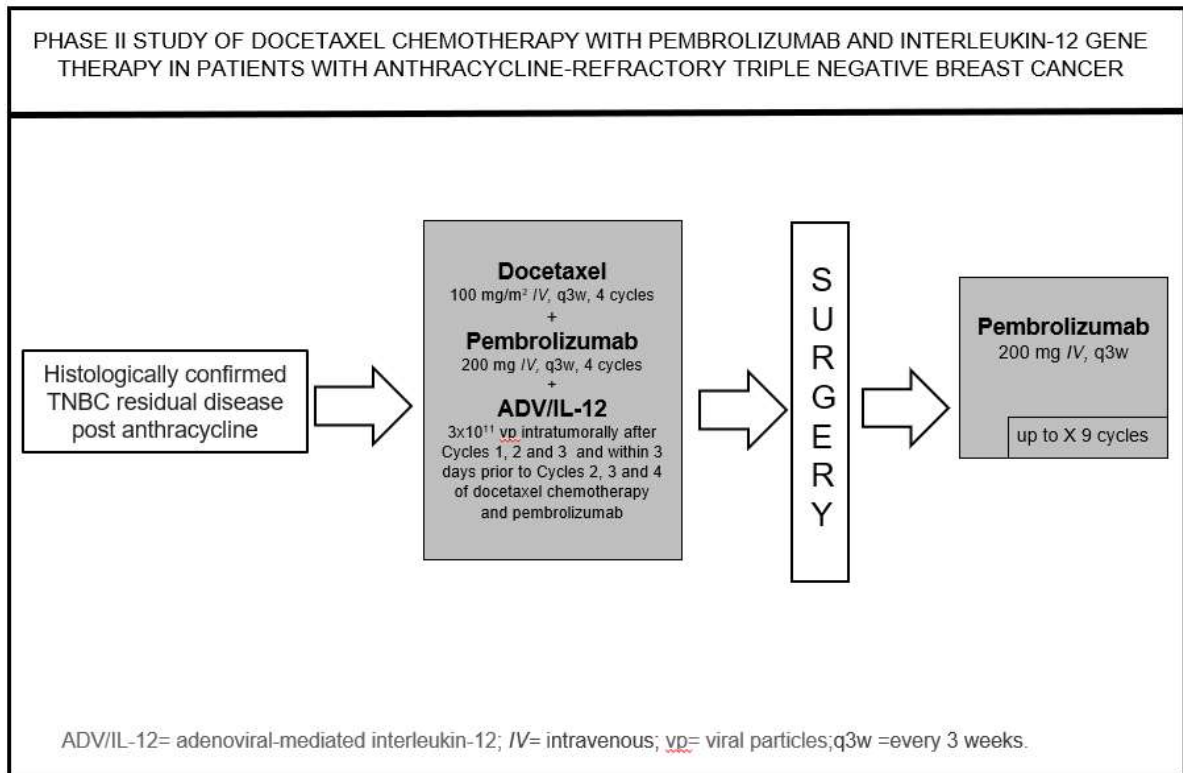 PHASE II STUDY OF DOCETAXEL CHEMOTHERAPY WITH PEMBROLIZUMAB AND INTERLEUKIN-12 GENE
THERAPY IN PATIENTS WITH ANTHRACYCLINE-REFRACTORY TRIPLE NEGATIVE BREAST CANCER
Histologically confirmed
TNBC residual disease
post anthracycline
Docetaxel
100 mg/m² IV, q3w, 4 cycles
+
Pembrolizumab
200 mg IV, q3w, 4 cycles
+
ADV/IL-12
3x10¹¹ vp intratumorally after
Cycles 1, 2 and 3 and within 3
days prior to Cycles 2, 3 and 4
of docetaxel chemotherapy
and pembrolizumab
SURGERY
Pembrolizumab
200 mg IV, q3w
up to X 9 cycles
ADV/IL-12= adenoviral-mediated interleukin-12; IV= intravenous; vp= viral particles;q3w =every 3 weeks.